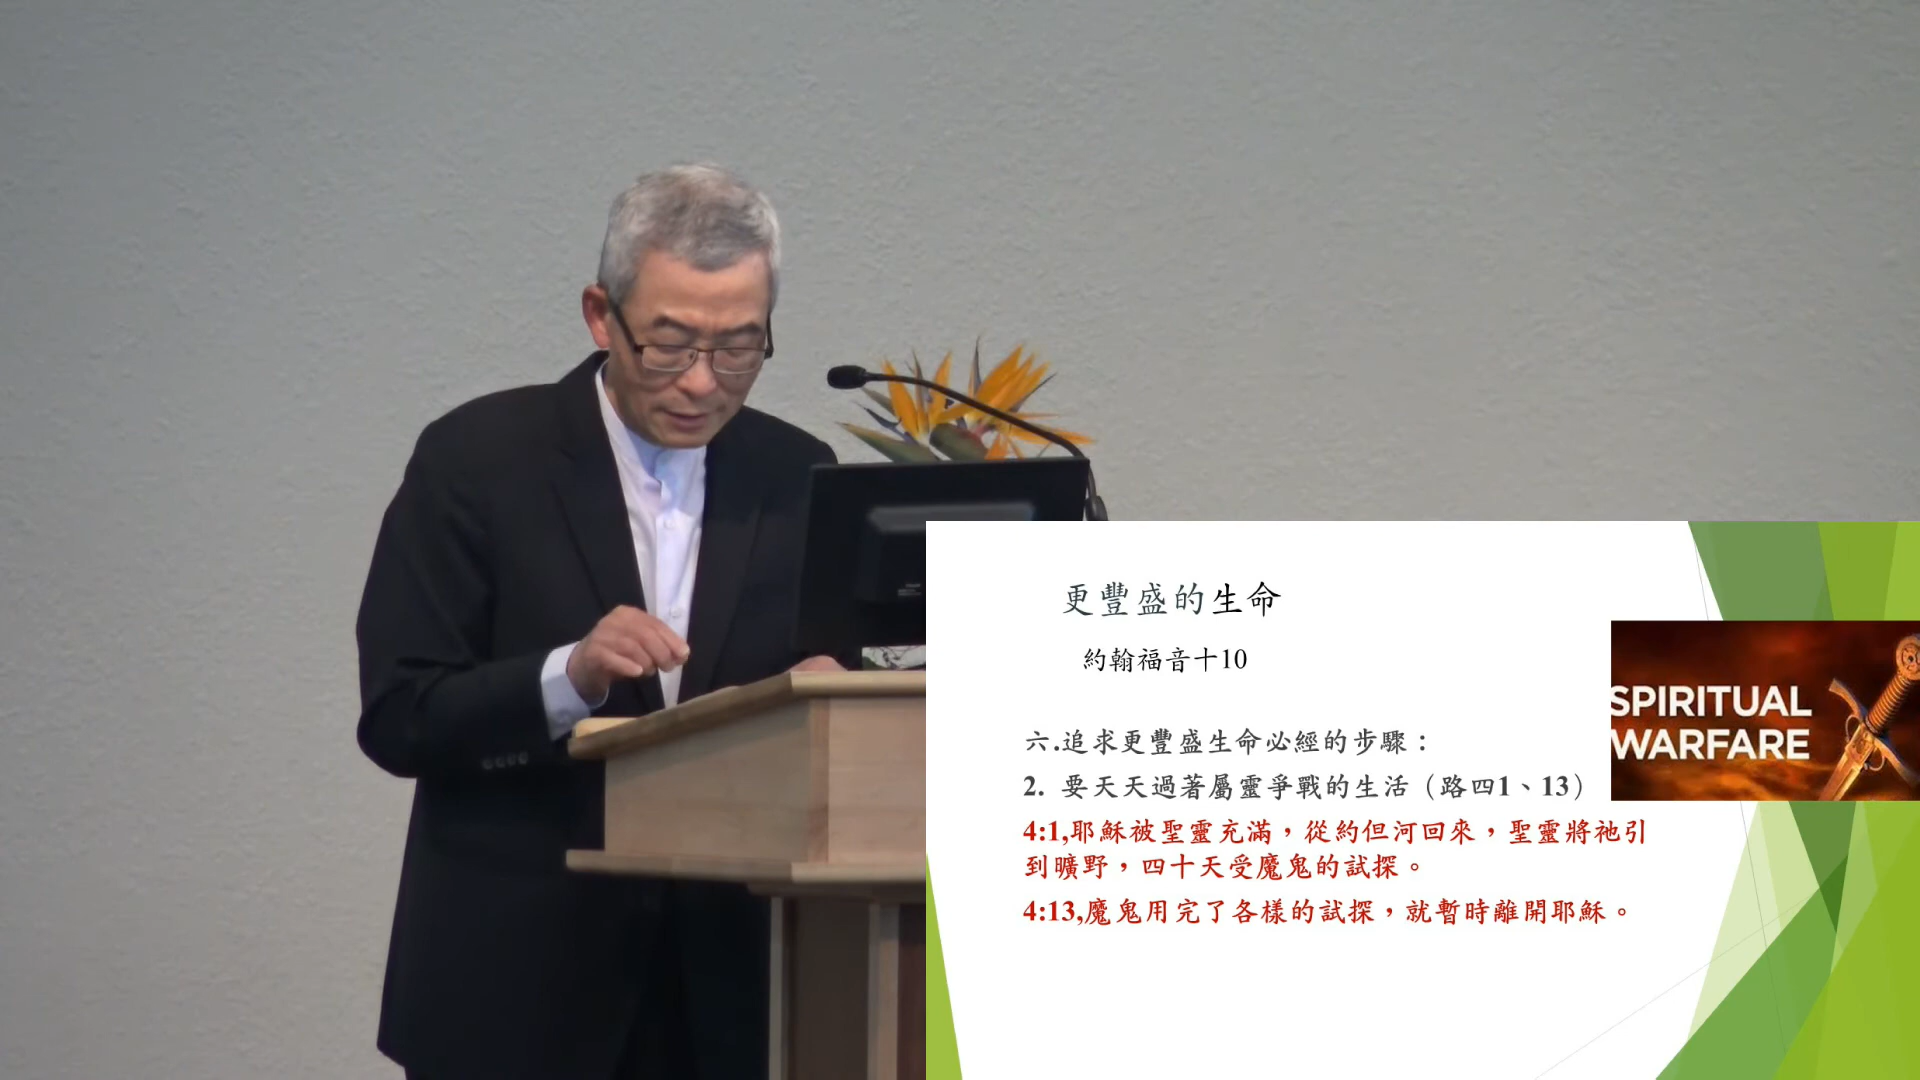 更豐盛的生命
約翰福音十10
六.追求更豐盛生命必經的步驟：
2. 要天天過著屬靈爭戰的生活（路四1、13）
4:1,耶穌被聖靈充滿，從約但河回來，聖靈將祂引
到曠野，四十天受魔鬼的試探。
4:13,魔鬼用完了各樣的試探，就暫時離開耶穌。
SPIRITUAL
WARFARE